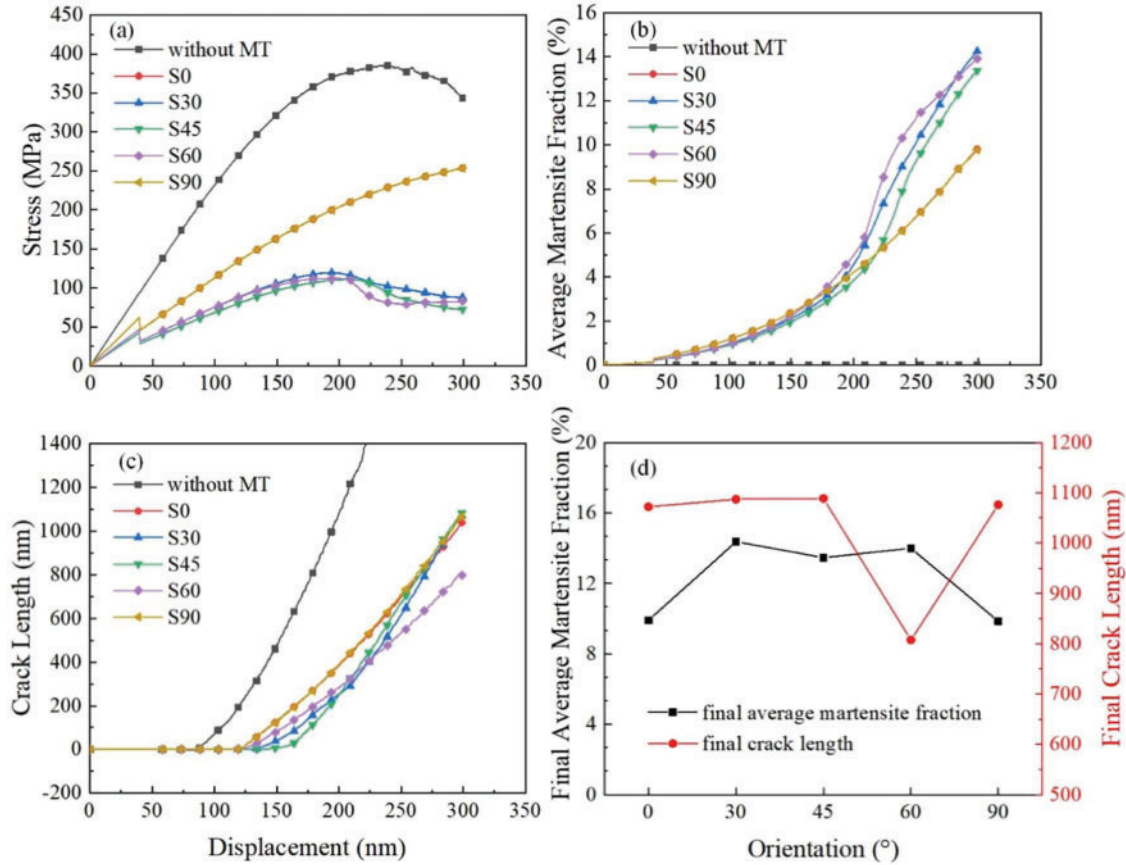 (a)
Stress (MPa)
450
400
350
300
250
200
150
100
50
0
without MT
S0
S30
S45
S60
S90
0 50 100 150 200 250 300 350
(b)
Average Martensite Fraction (%)
16
14
12
10
8
6
4
2
0
without MT
S0
S30
S45
S60
S90
0 50 100 150 200 250 300 350
(c)
Crack Length (nm)
1400
1200
1000
800
600
400
200
0
-200
without MT
S0
S30
S45
S60
S90
0 50 100 150 200 250 300 350
Displacement (nm)
(d)
Final Average Martensite Fraction (%)
20
16
12
8
4
0
final average martensite fraction
final crack length
0 30 45 60 90
Orientation (°)
1200
1100
1000
900
800
700
600
500
Final Crack Length (nm)